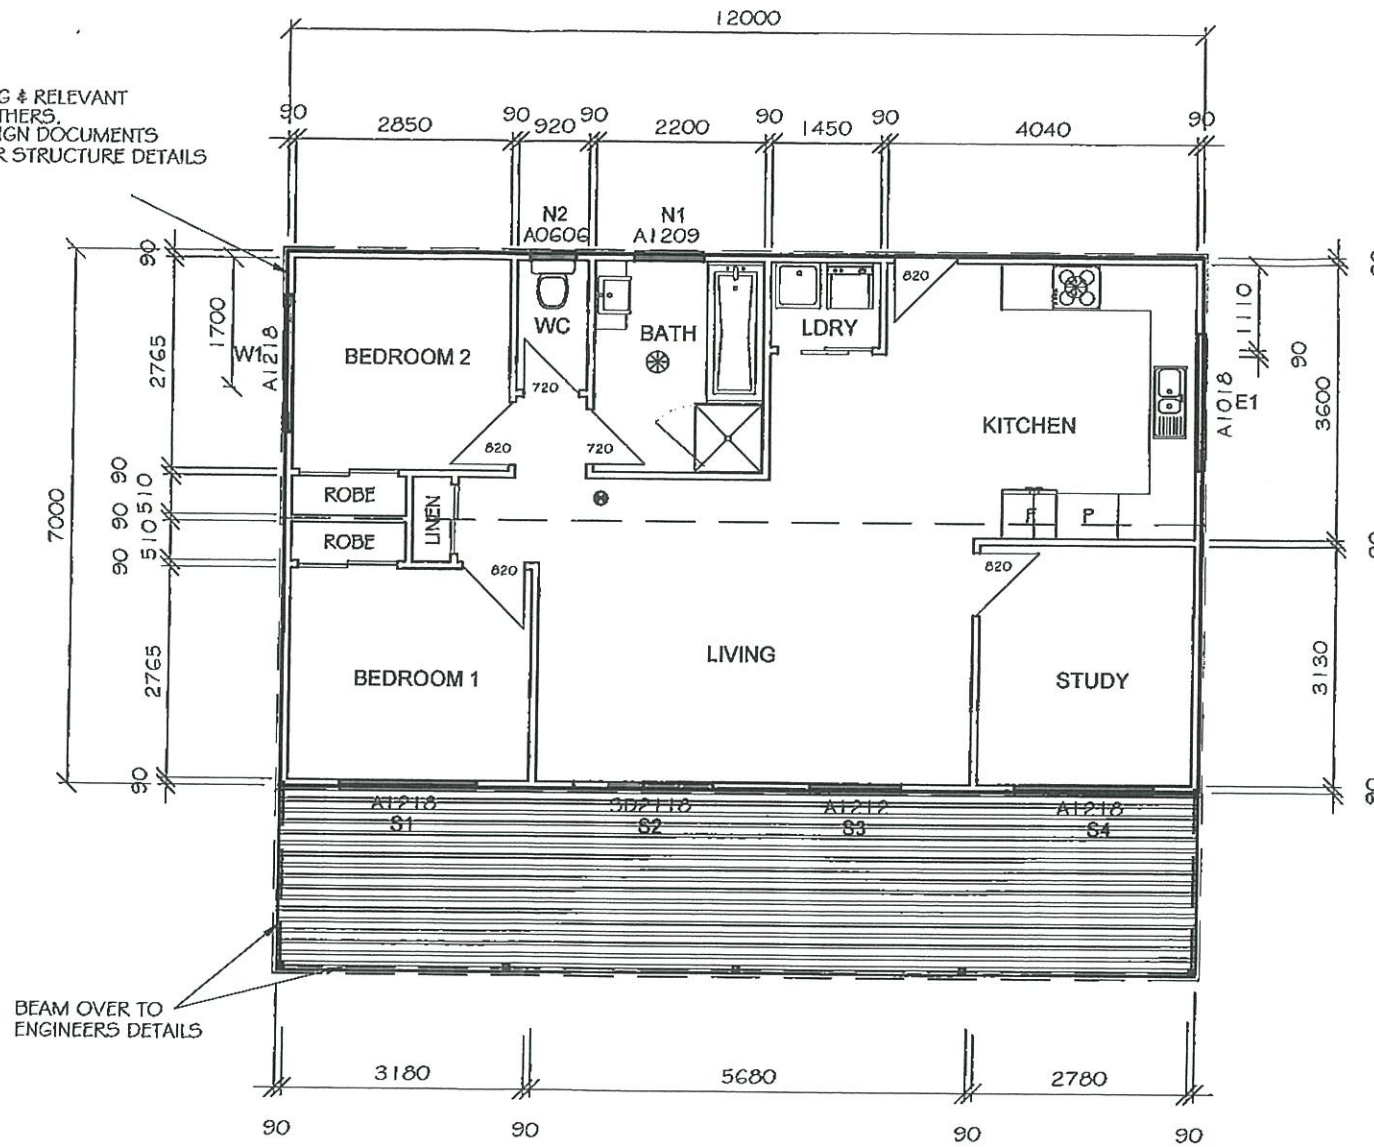 12000
G & RELEVANT
THERS.
IGN DOCUMENTS
R STRUCTURE DETAILS
90 2850 90 920 90 2200 90 1450 90 4040 90
N2
A0606
N1
A1209
90
1700
2765
W1
A1218
BEDROOM 2
WC
BATH
LDRY
820
KITCHEN
1110
90
3600
A1018
E1
720
820
720
7000
90
510
90
510
90
ROBE
ROBE
LINEN
F
P
820
820
2765
BEDROOM 1
LIVING
STUDY
3130
90
A1218
S1
SD2118
S2
A1212
S3
A1218
S4
BEAM OVER TO
ENGINEERS DETAILS
3180 5680 2780
90 90 90 90